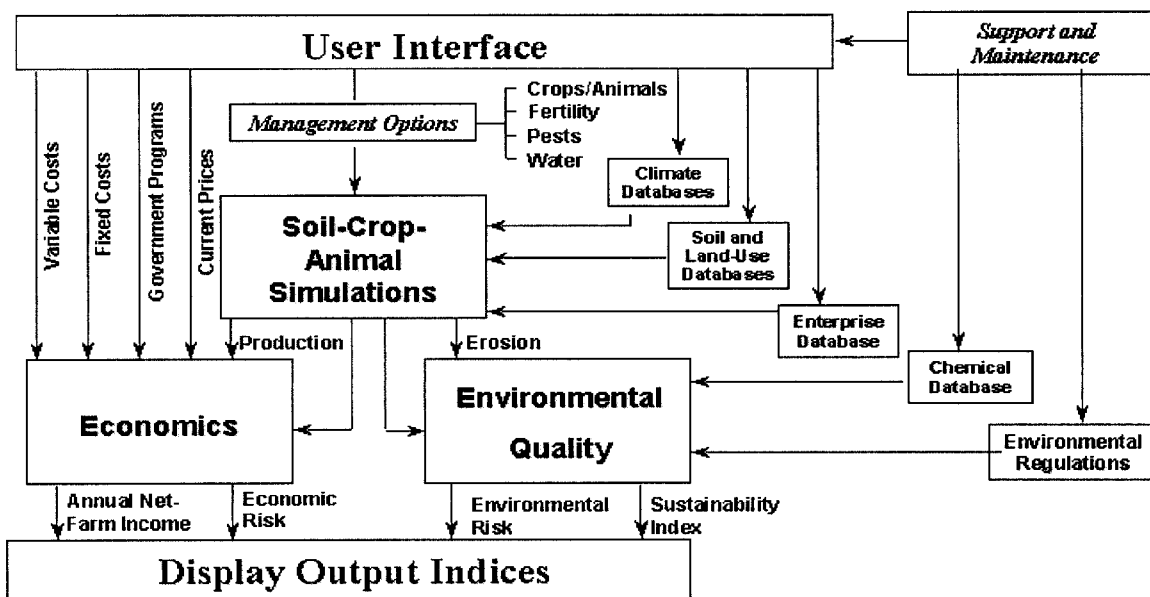 User Interface
Support and
Maintenance
Variable Costs
Fixed Costs
Government Programs
Current Prices
Management Options
Crops/Animals
Fertility
Pests
Water
Climate
Databases
Soil and
Land-Use
Databases
Enterprise
Database
Chemical
Database
Environmental
Regulations
Soil-Crop-
Animal
Simulations
Production
Erosion
Economics
Environmental
Quality
Annual Net-
Farm Income
Economic
Risk
Environmental
Risk
Sustainability
Index
Display Output Indices